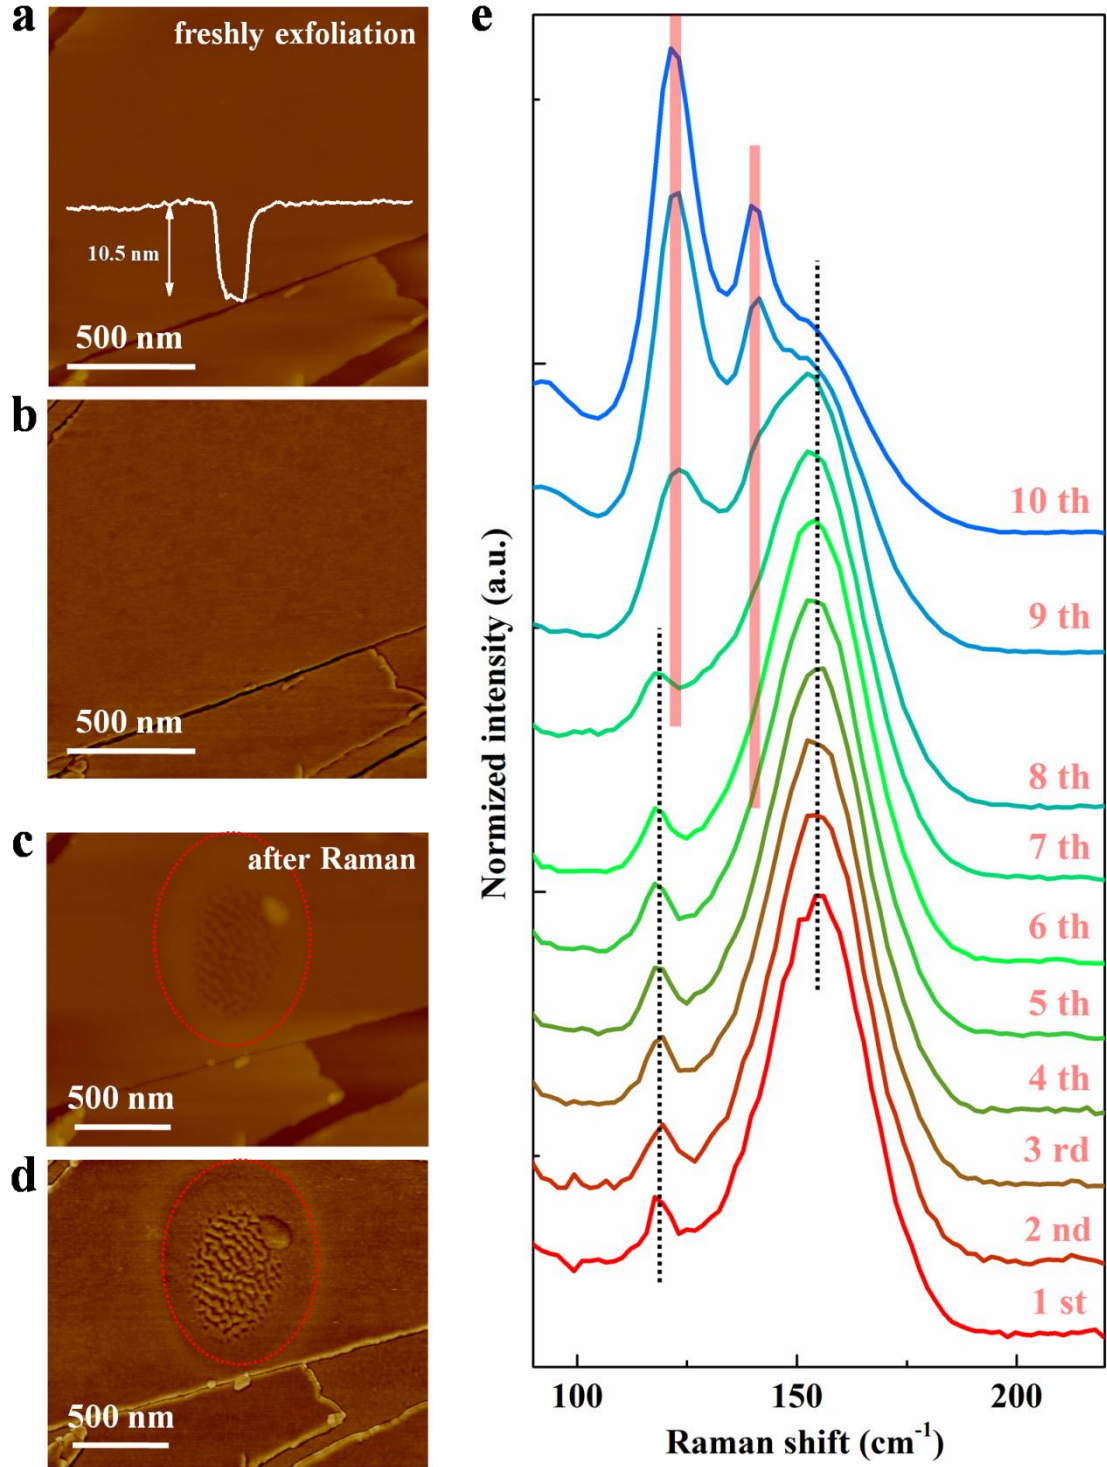 a
freshly exfoliation
10.5 nm
500 nm
b
500 nm
c
after Raman
500 nm
d
500 nm
e
10 th
9 th
8 th
7 th
6 th
5 th
4 th
3 rd
2 nd
1 st
Normized intensity (a.u.)
100 150 200
Raman shift (cm⁻¹)